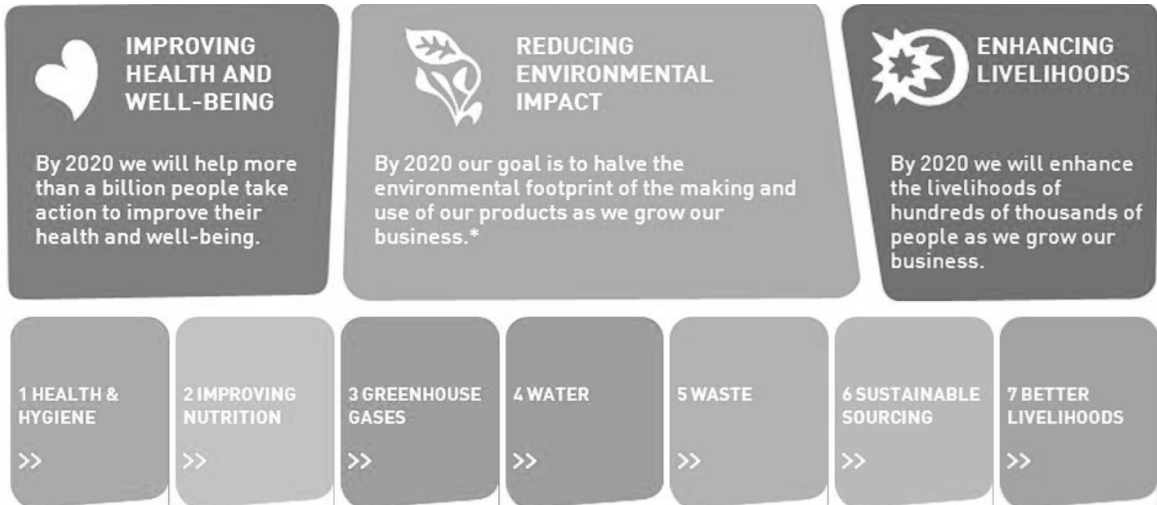 IMPROVING
HEALTH AND
WELL-BEING
By 2020 we will help more
than a billion people take
action to improve their
health and well-being.
REDUCING
ENVIRONMENTAL
IMPACT
By 2020 our goal is to halve the
environmental footprint of the making and
use of our products as we grow our
business.*
ENHANCING
LIVELIHOODS
By 2020 we will enhance
the livelihoods of
hundreds of thousands of
people as we grow our
business.
1 HEALTH &
HYGIENE
>>
2 IMPROVING
NUTRITION
>>
3 GREENHOUSE
GASES
>>
4 WATER
>>
5 WASTE
>>
6 SUSTAINABLE
SOURCING
>>
7 BETTER
LIVELIHOODS
>>